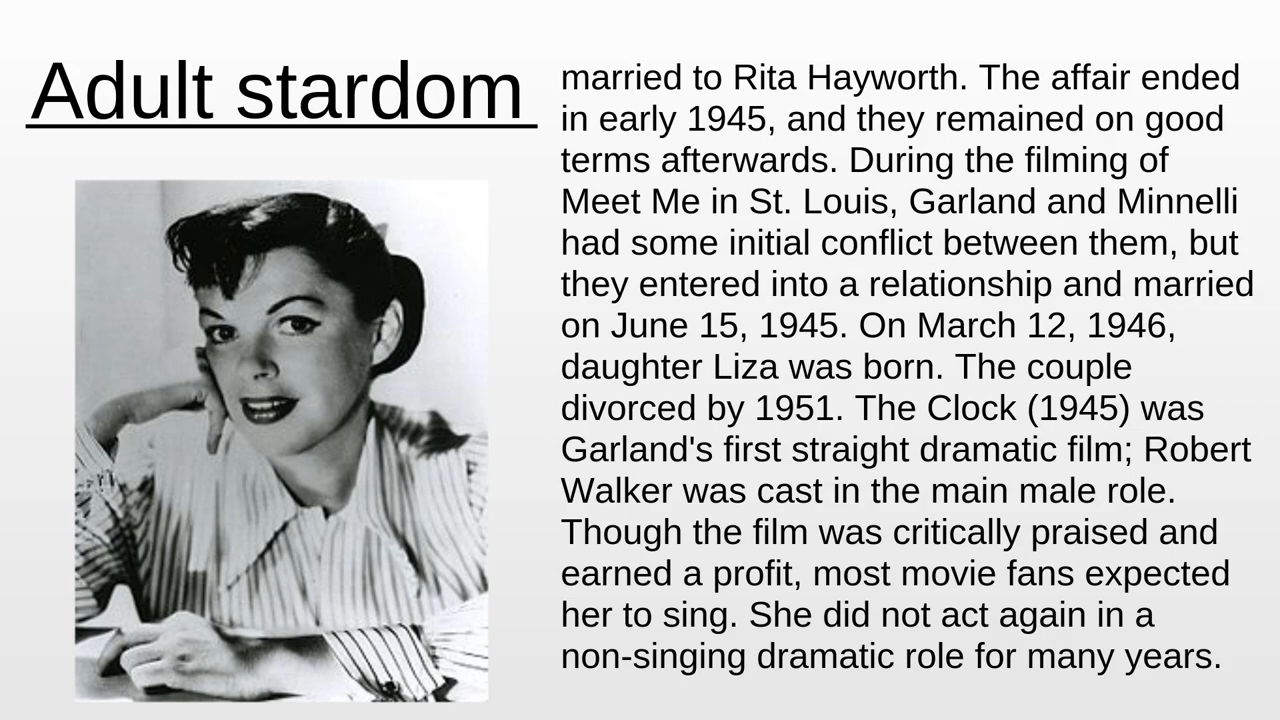 Adult stardom
married to Rita Hayworth. The affair ended
in early 1945, and they remained on good
terms afterwards. During the filming of
Meet Me in St. Louis, Garland and Minnelli
had some initial conflict between them, but
they entered into a relationship and married
on June 15, 1945. On March 12, 1946,
daughter Liza was born. The couple
divorced by 1951. The Clock (1945) was
Garland's first straight dramatic film; Robert
Walker was cast in the main male role.
Though the film was critically praised and
earned a profit, most movie fans expected
her to sing. She did not act again in a
non-singing dramatic role for many years.